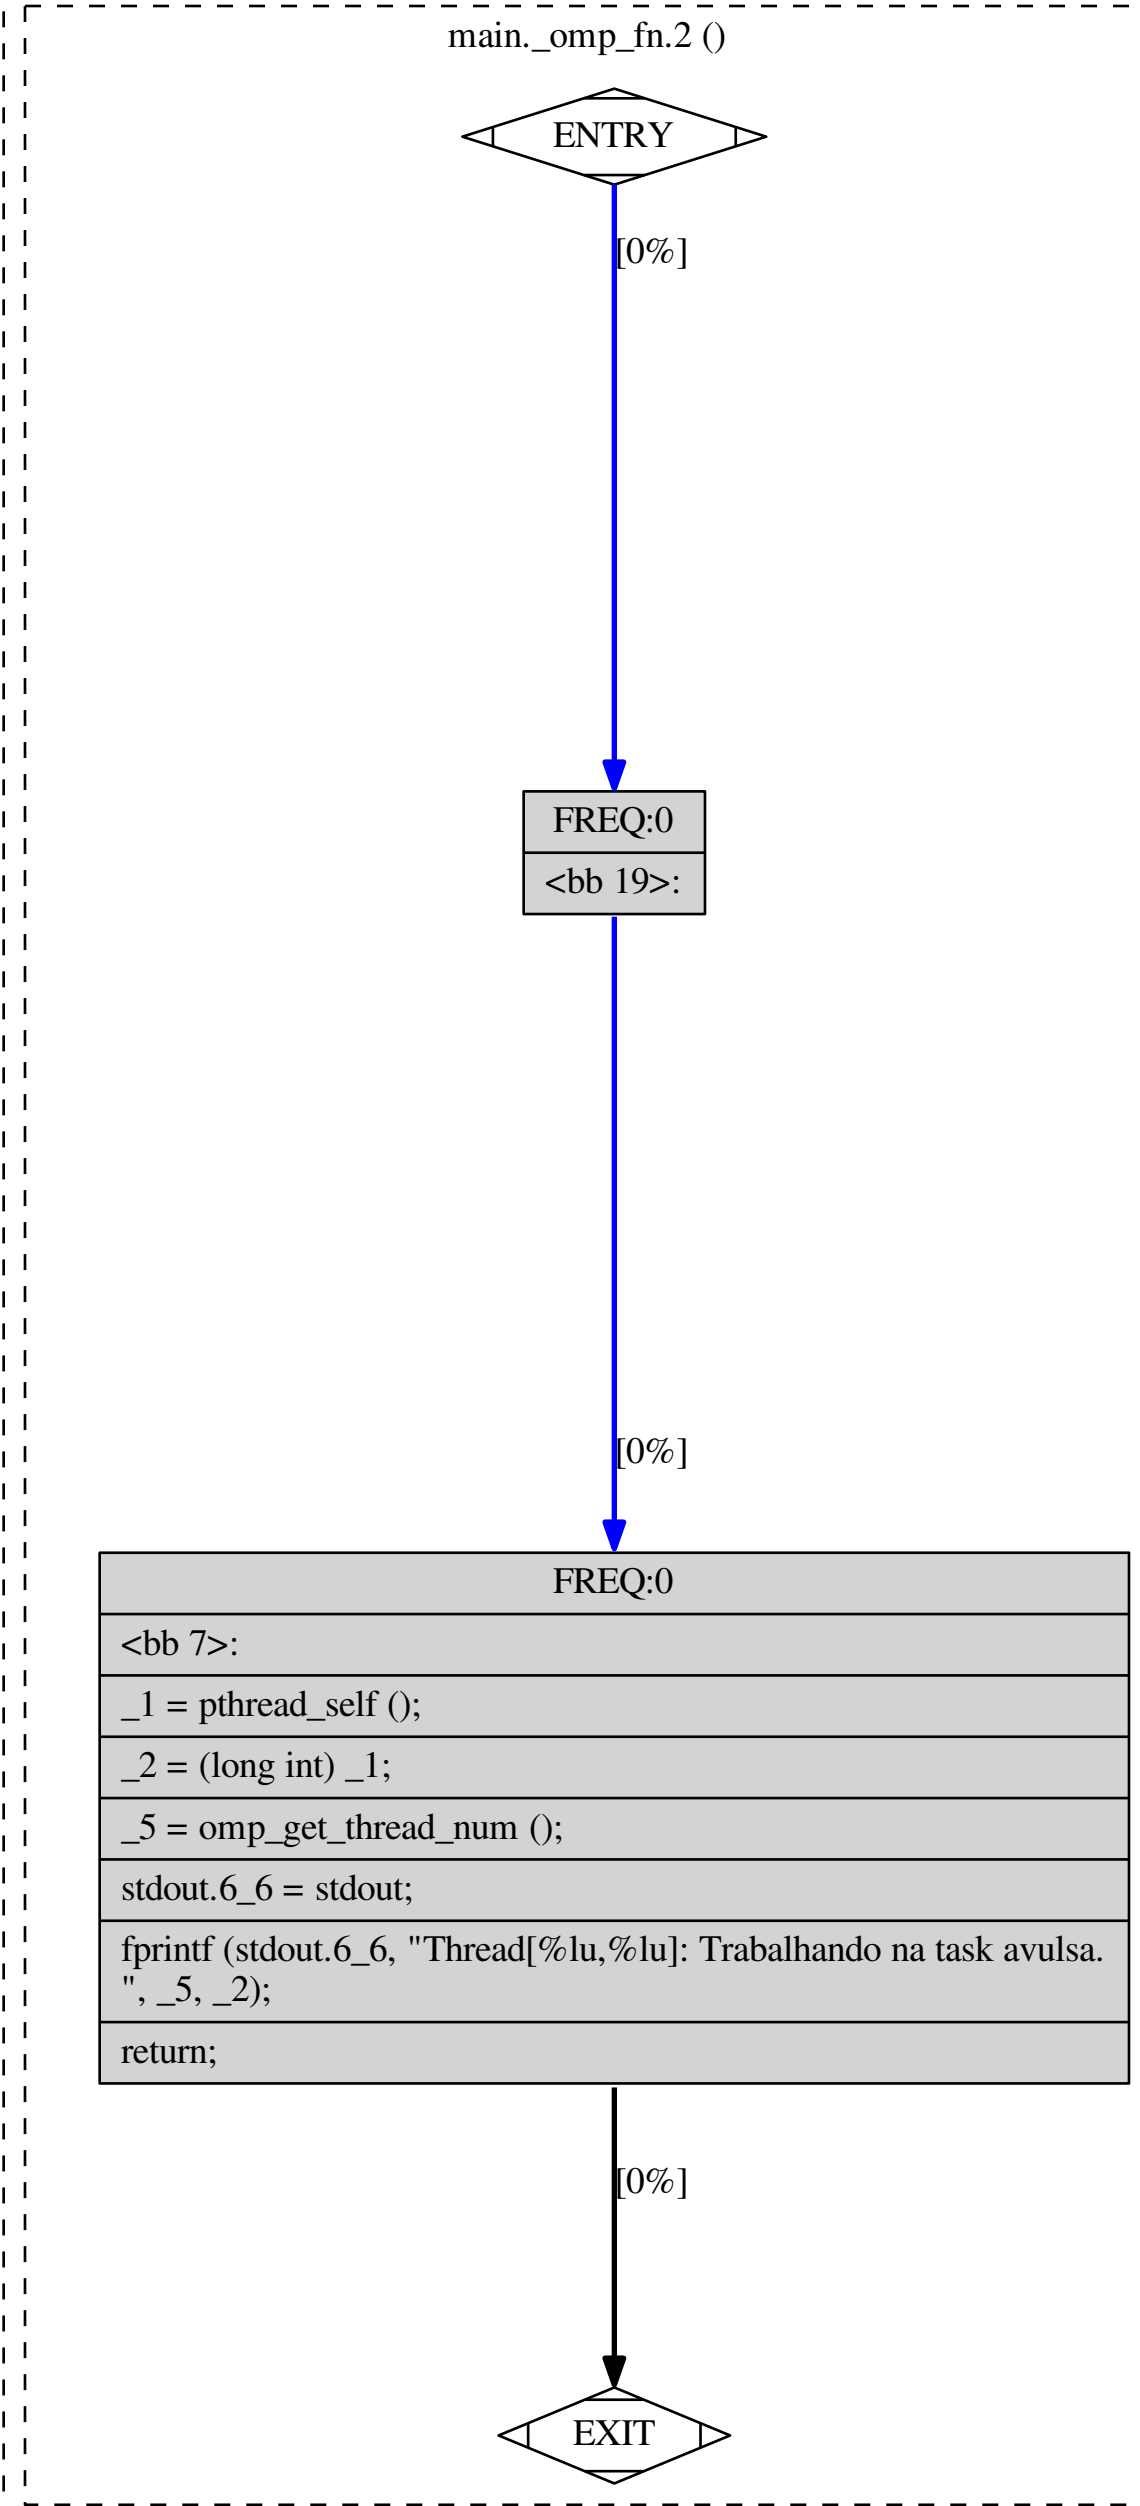 main._omp_fn.2 ()
ENTRY
[0%]
FREQ:0
<bb 19>:
[0%]
FREQ:0
<bb 7>:
_1 = pthread_self ();
_2 = (long int) _1;
_5 = omp_get_thread_num ();
stdout.6_6 = stdout;
fprintf (stdout.6_6, "Thread[%lu,%lu]: Trabalhando na task avulsa.
", _5, _2);
return;
[0%]
EXIT